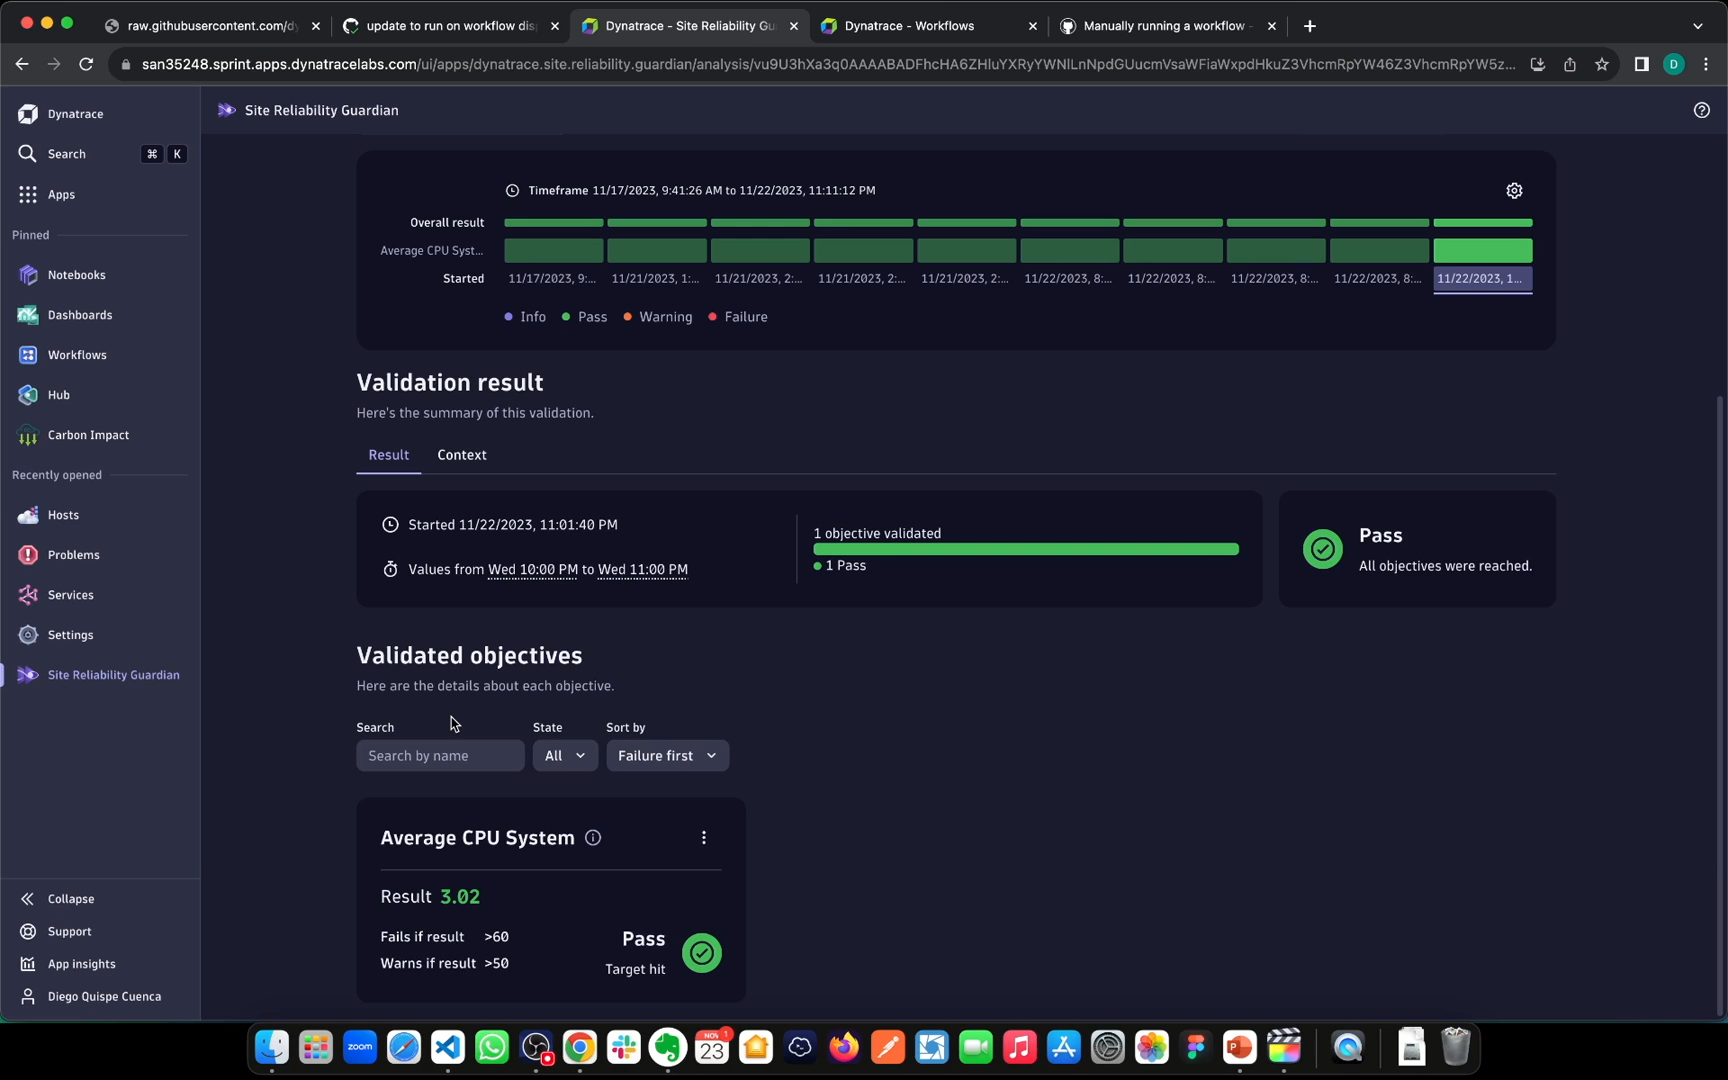 raw.githubusercontent.com/dy
update to run on workflow dis
Dynatrace - Site Reliability Gu
Dynatrace - Workflows
Manually running a workflow -
san35248.sprint.apps.dynatracelabs.com/ui/apps/dynatrace.site.reliability.guardian/analysis/vu9U3hXa3q0AAAABADFhcHA6ZHluYXRyYWNlLnNpdGUucmVsaWFiaWxpdHkuZ3VhcmRpYW46Z3VhcmRpYW5z...
D
Dynatrace
Site Reliability Guardian
Search
⌘ K
Apps
Pinned
Notebooks
Dashboards
Workflows
Hub
Carbon Impact
Recently opened
Hosts
Problems
Services
Settings
Site Reliability Guardian
Collapse
Support
App insights
Diego Quispe Cuenca
Timeframe 11/17/2023, 9:41:26 AM to 11/22/2023, 11:11:12 PM
Overall result
Average CPU Syst...
Started 11/17/2023, 9:... 11/21/2023, 1:... 11/21/2023, 2:... 11/21/2023, 2:... 11/21/2023, 2:... 11/22/2023, 8:... 11/22/2023, 8:... 11/22/2023, 8:... 11/22/2023, 8:... 11/22/2023, 1...
Info Pass Warning Failure
Validation result
Here's the summary of this validation.
Result Context
Started 11/22/2023, 11:01:40 PM
Values from Wed 10:00 PM to Wed 11:00 PM
1 objective validated
1 Pass
Pass
All objectives were reached.
Validated objectives
Here are the details about each objective.
Search State Sort by
Search by name All Failure first
Average CPU System
Result 3.02
Fails if result >60
Warns if result >50
Pass
Target hit
zoom
NOV 1
23